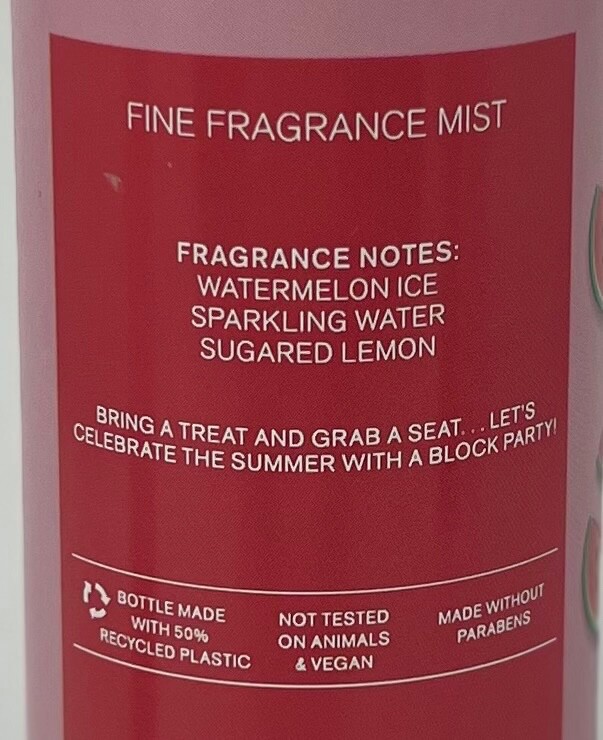 FINE FRAGRANCE MIST
FRAGRANCE NOTES:
WATERMELON ICE
SPARKLING WATER
SUGARED LEMON
BRING A TREAT AND GRAB A SEAT... LET'S
CELEBRATE THE SUMMER WITH A BLOCK PARTY!
BOTTLE MADE
WITH 50%
RECYCLED PLASTIC
NOT TESTED
ON ANIMALS
& VEGAN
MADE WITHOUT
PARABENS